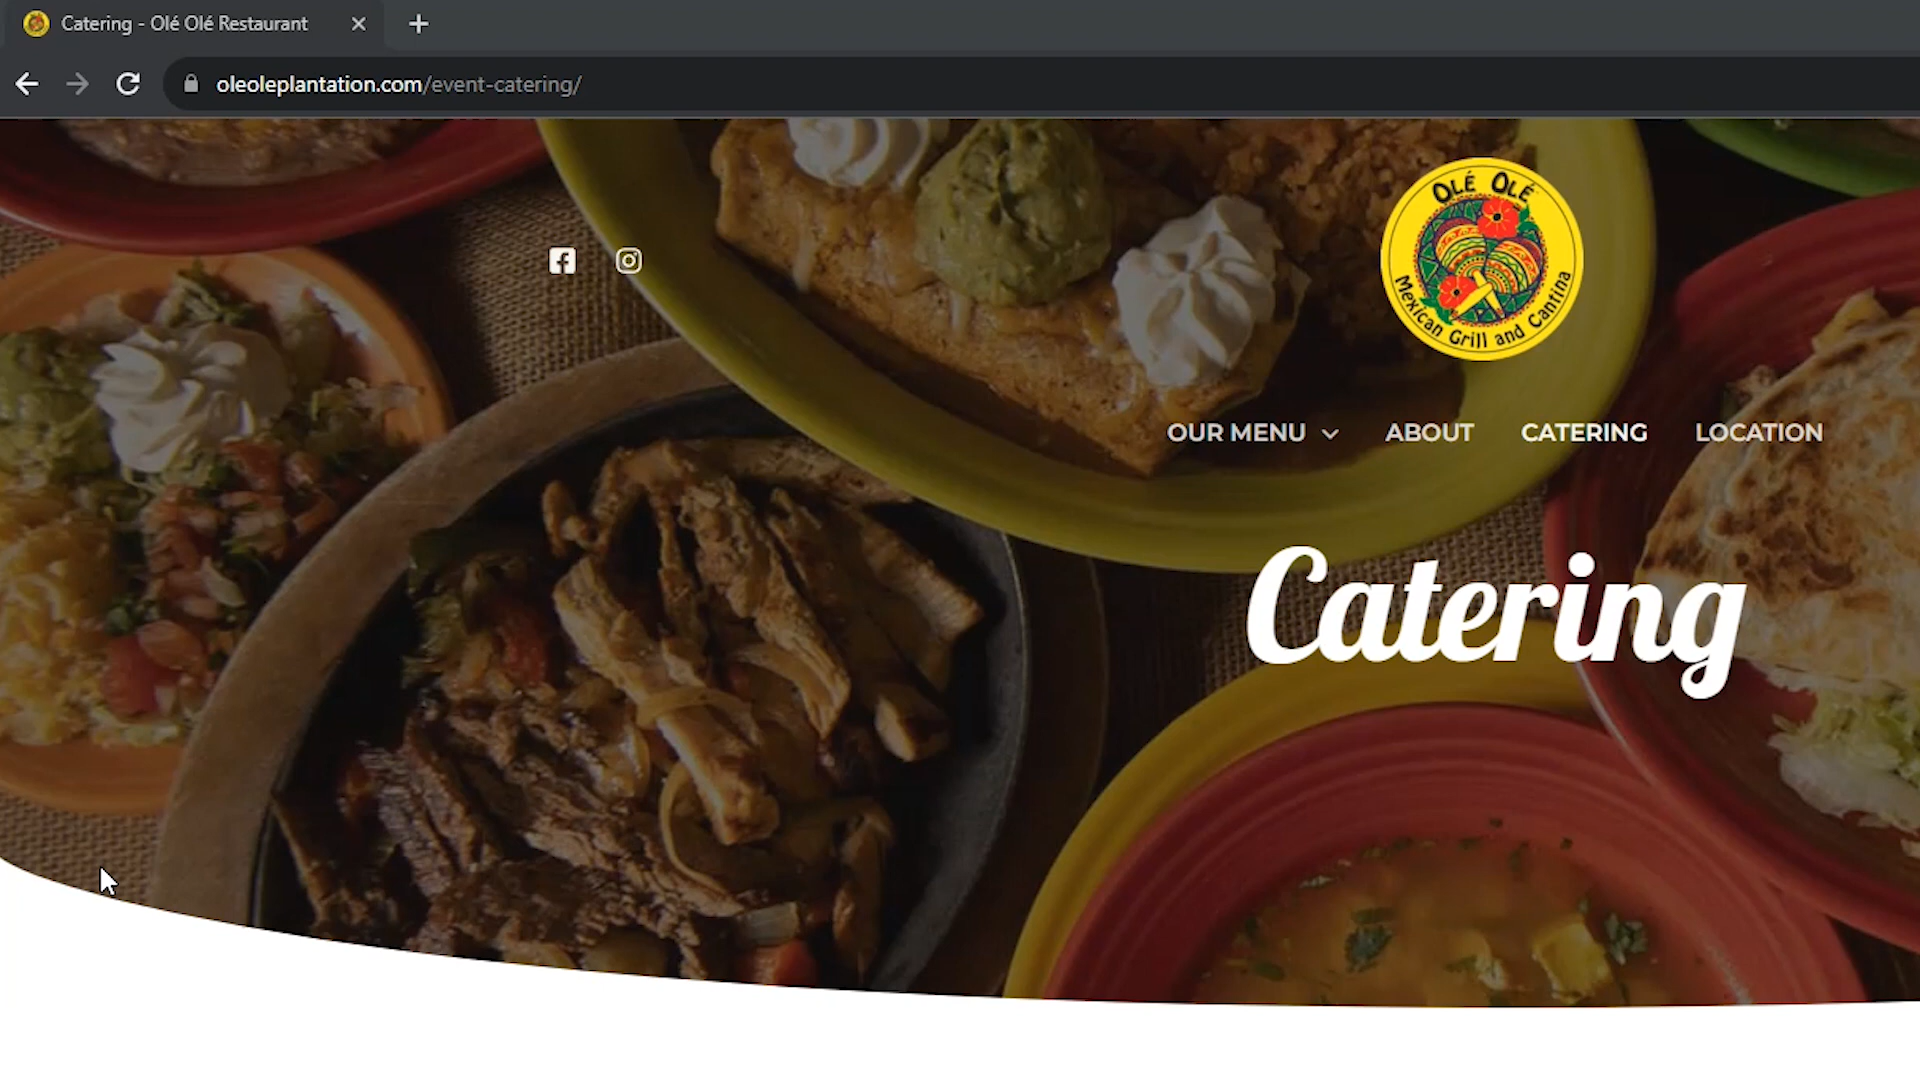 Catering - Olé Olé Restaurant
oleoleplantation.com/event-catering/
OLÉ OLÉ
Mexican Grill and Cantina
OUR MENU
ABOUT
CATERING
LOCATION
Catering